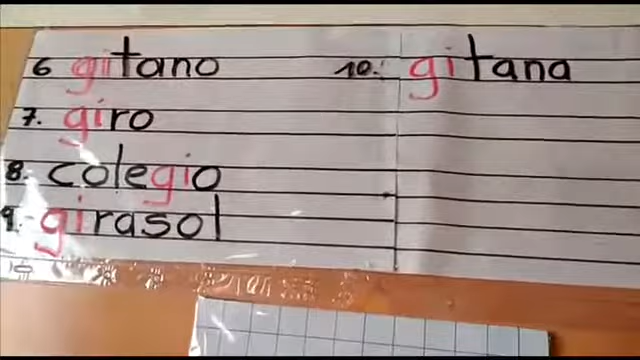 6 gitano
7. giro
8. colegio
9. girasol
10. gitana